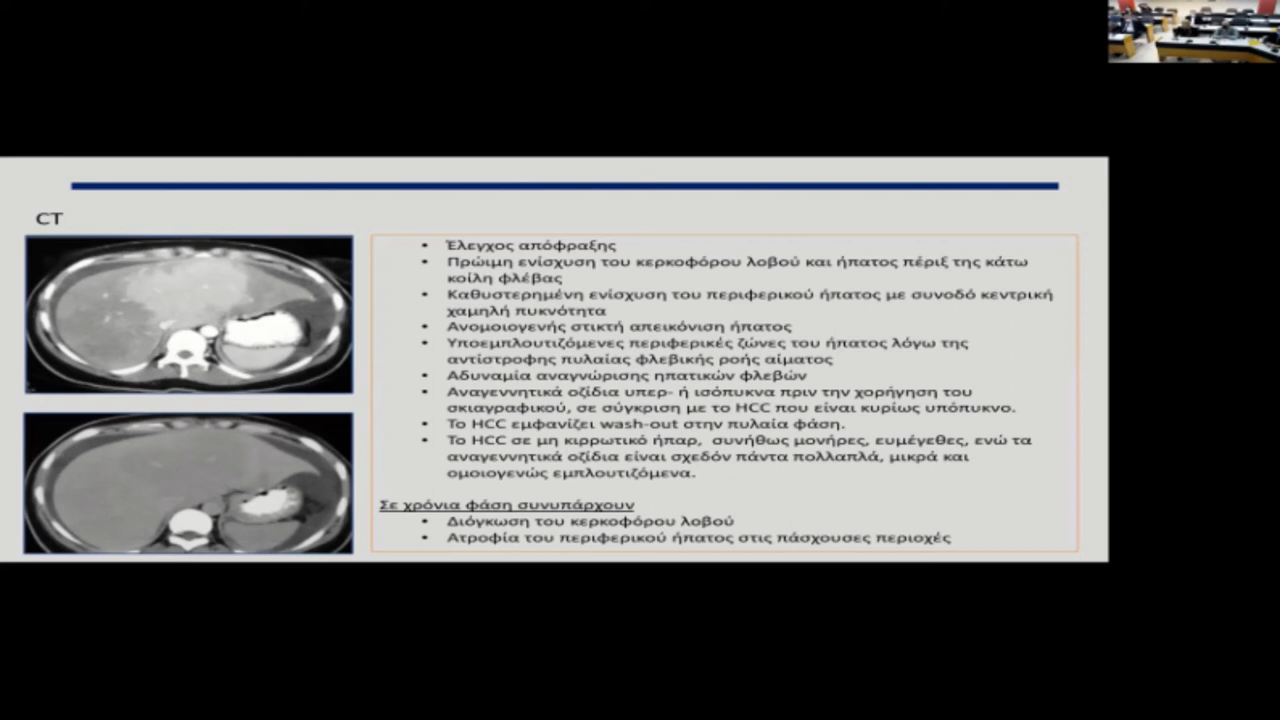 CT
• Έλεγχος απόφραξης
• Πρώιμη ενίσχυση του κερκοφόρου λοβού και ήπατος πέριξ της κάτω
κοίλη φλέβας
• Καθυστερημένη ενίσχυση του περιφερικού ήπατος με συνοδό κεντρική
χαμηλή πυκνότητα
• Ανομοιογενής στικτή απεικόνιση ήπατος
• Υποεμπλουτιζόμενες περιφερικές ζώνες του ήπατος λόγω της
αντίστροφης πυλαίας φλεβικής ροής αίματος
• Αδυναμία αναγνώρισης ηπατικών φλεβών
• Αναγεννητικά οζίδια υπερ- ή ισόπυκνα πριν την χορήγηση του
σκιαγραφικού, σε σύγκριση με το HCC που είναι κυρίως υπόπυκνο.
• Το HCC εμφανίζει wash-out στην πυλαία φάση.
• Το HCC σε μη κιρρωτικό ήπαρ, συνήθως μονήρες, ευμέγεθες, ενώ τα
αναγεννητικά οζίδια είναι σχεδόν πάντα πολλαπλά, μικρά και
ομοιογενώς εμπλουτιζόμενα.
Σε χρόνια φάση συνυπάρχουν
• Διόγκωση του κερκοφόρου λοβού
• Ατροφία του περιφερικού ήπατος στις πάσχουσες περιοχές